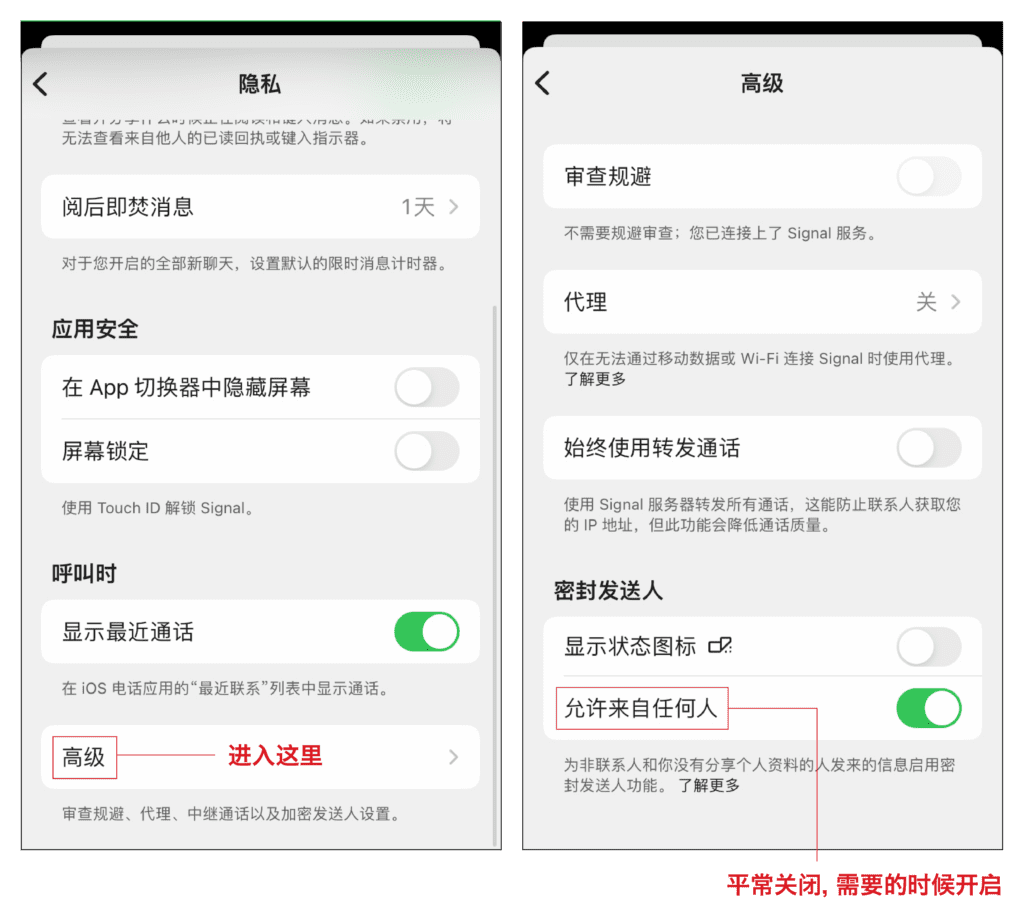 隐私
无法查看来自他人的已读回执或键入指示器。
阅后即焚消息 1天
对于您开启的全部新聊天，设置默认的限时消息计时器。
应用安全
在 App 切换器中隐藏屏幕
屏幕锁定
使用 Touch ID 解锁 Signal。
呼叫时
显示最近通话
在 iOS 电话应用的“最近联系”列表中显示通话。
高级 进入这里
审查规避、代理、中继通话以及加密发送人设置。
高级
审查规避
不需要规避审查；您已连接上了 Signal 服务。
代理 关
仅在无法通过移动数据或 Wi-Fi 连接 Signal 时使用代理。
了解更多
始终使用转发通话
使用 Signal 服务器转发所有通话，这能防止联系人获取您
的 IP 地址，但此功能会降低通话质量。
密封发送人
显示状态图标
允许来自任何人
为非联系人和你没有分享个人资料的人发来的信息启用密
封发送人功能。 了解更多
平常关闭, 需要的时候开启